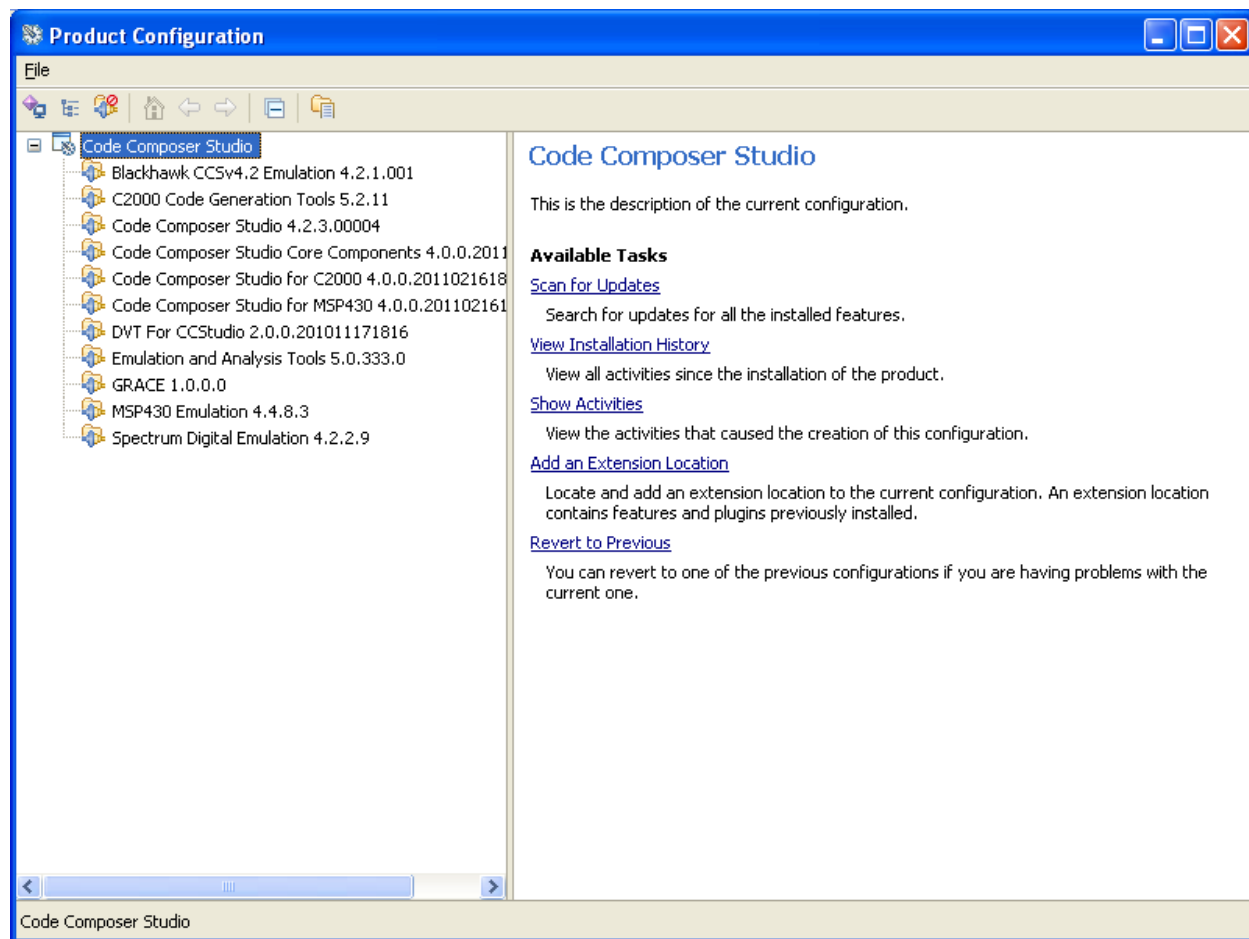 Product Configuration
File
Code Composer Studio
Blackhawk CCSv4.2 Emulation 4.2.1.001
C2000 Code Generation Tools 5.2.11
Code Composer Studio 4.2.3.00004
Code Composer Studio Core Components 4.0.0.2011
Code Composer Studio for C2000 4.0.0.2011021618
Code Composer Studio for MSP430 4.0.0.201102161
DVT For CCStudio 2.0.0.201011171816
Emulation and Analysis Tools 5.0.333.0
GRACE 1.0.0.0
MSP430 Emulation 4.4.8.3
Spectrum Digital Emulation 4.2.2.9
Code Composer Studio
This is the description of the current configuration.
Available Tasks
Scan for Updates
Search for updates for all the installed features.
View Installation History
View all activities since the installation of the product.
Show Activities
View the activities that caused the creation of this configuration.
Add an Extension Location
Locate and add an extension location to the current configuration. An extension location
contains features and plugins previously installed.
Revert to Previous
You can revert to one of the previous configurations if you are having problems with the
current one.
Code Composer Studio